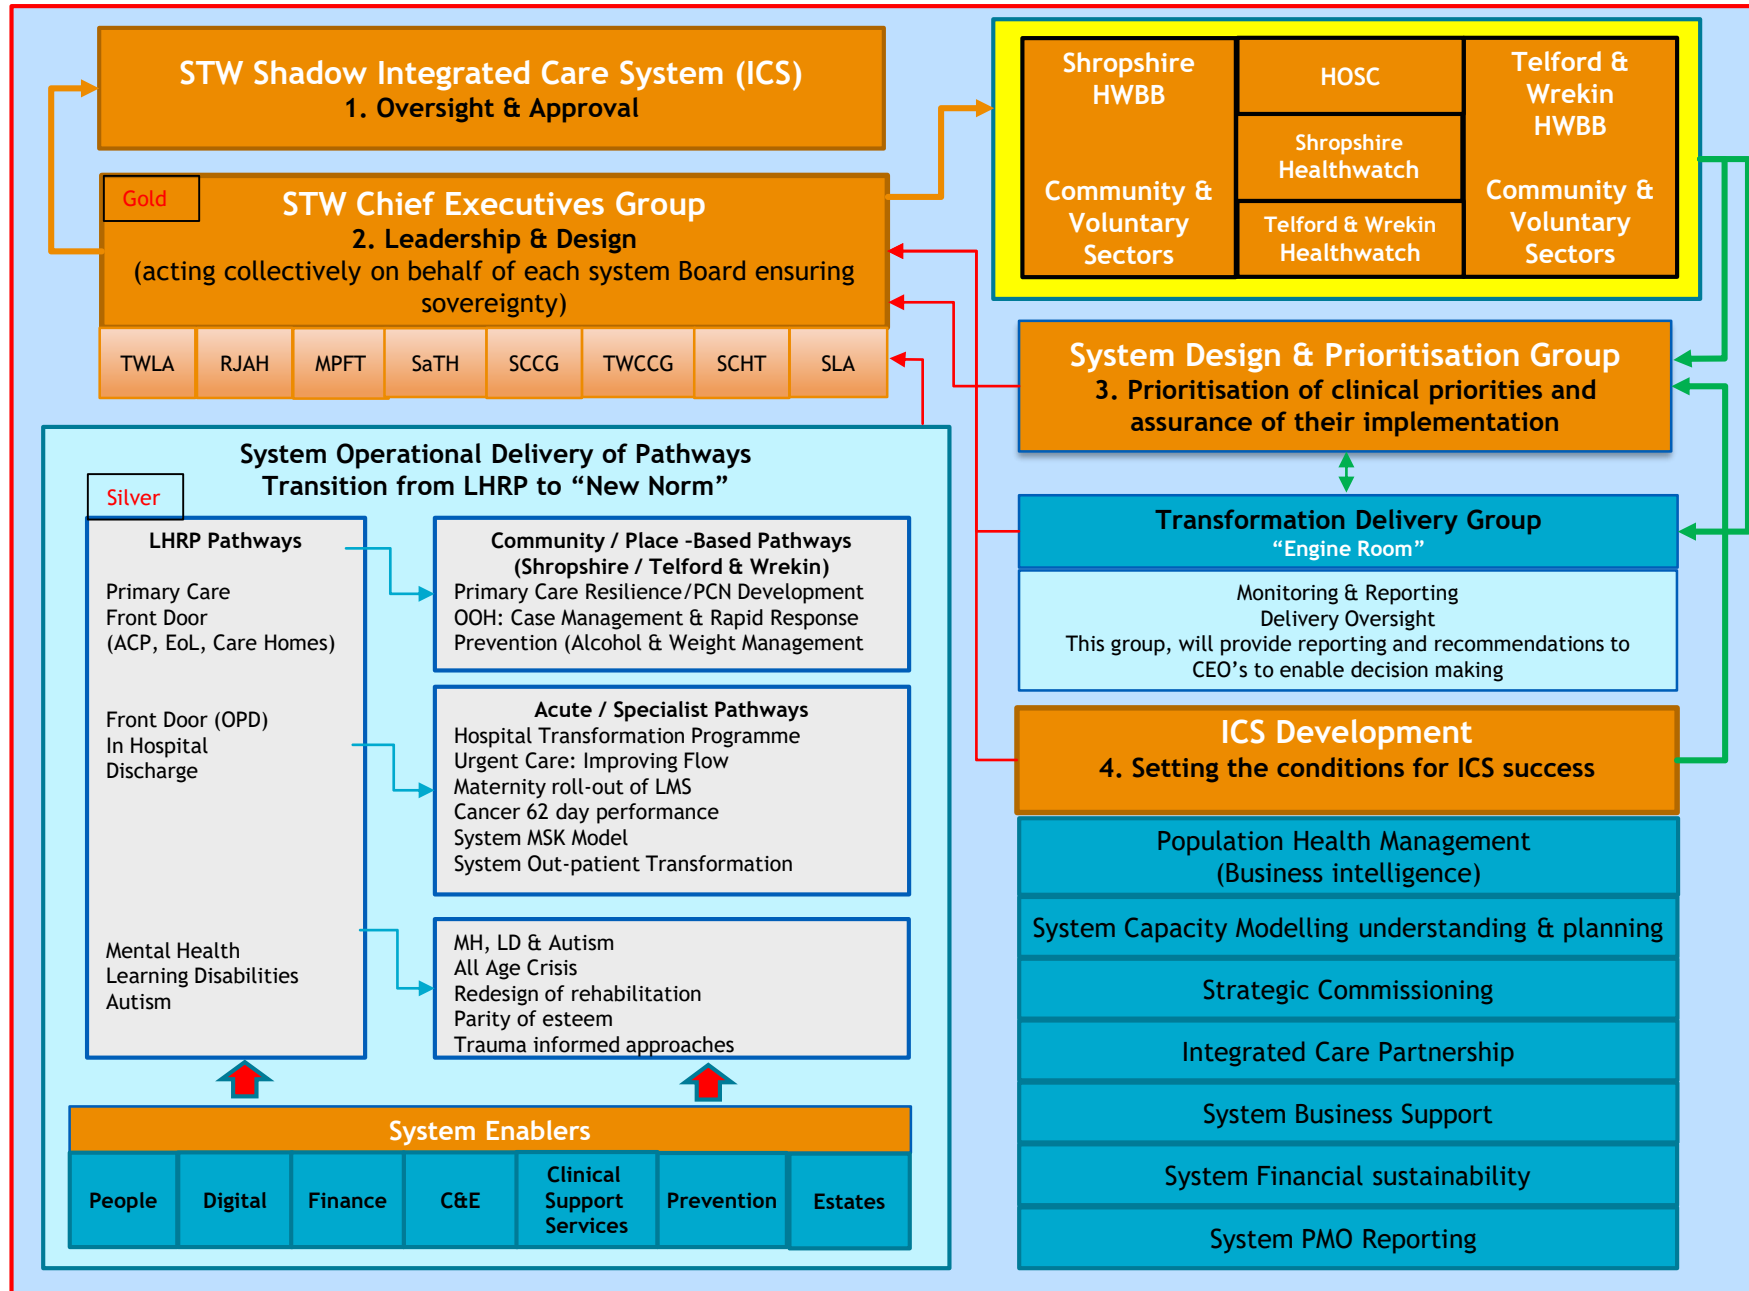 STW Shadow Integrated Care System (ICS)
1. Oversight & Approval
Gold
STW Chief Executives Group
2. Leadership & Design
(acting collectively on behalf of each system Board ensuring
sovereignty)
TWLA
RJAH
MPFT
SaTH
SCCG
TWCCG
SCHT
SLA
Shropshire
HWBB
Community &
Voluntary
Sectors
HOSC
Shropshire
Healthwatch
Telford & Wrekin
Healthwatch
Telford &
Wrekin
HWBB
Community &
Voluntary
Sectors
System Design & Prioritisation Group
3. Prioritisation of clinical priorities and
assurance of their implementation
Transformation Delivery Group
“Engine Room”
Monitoring & Reporting
Delivery Oversight
This group, will provide reporting and recommendations to
CEO’s to enable decision making
ICS Development
4. Setting the conditions for ICS success
Population Health Management
(Business intelligence)
System Capacity Modelling understanding & planning
Strategic Commissioning
Integrated Care Partnership
System Business Support
System Financial sustainability
System PMO Reporting
System Operational Delivery of Pathways
Transition from LHRP to “New Norm”
Silver
LHRP Pathways
Primary Care
Front Door
(ACP, EoL, Care Homes)
Front Door (OPD)
In Hospital
Discharge
Mental Health
Learning Disabilities
Autism
Community / Place -Based Pathways
(Shropshire / Telford & Wrekin)
Primary Care Resilience/PCN Development
OOH: Case Management & Rapid Response
Prevention (Alcohol & Weight Management
Acute / Specialist Pathways
Hospital Transformation Programme
Urgent Care: Improving Flow
Maternity roll-out of LMS
Cancer 62 day performance
System MSK Model
System Out-patient Transformation
MH, LD & Autism
All Age Crisis
Redesign of rehabilitation
Parity of esteem
Trauma informed approaches
System Enablers
People
Digital
Finance
C&E
Clinical
Support
Services
Prevention
Estates